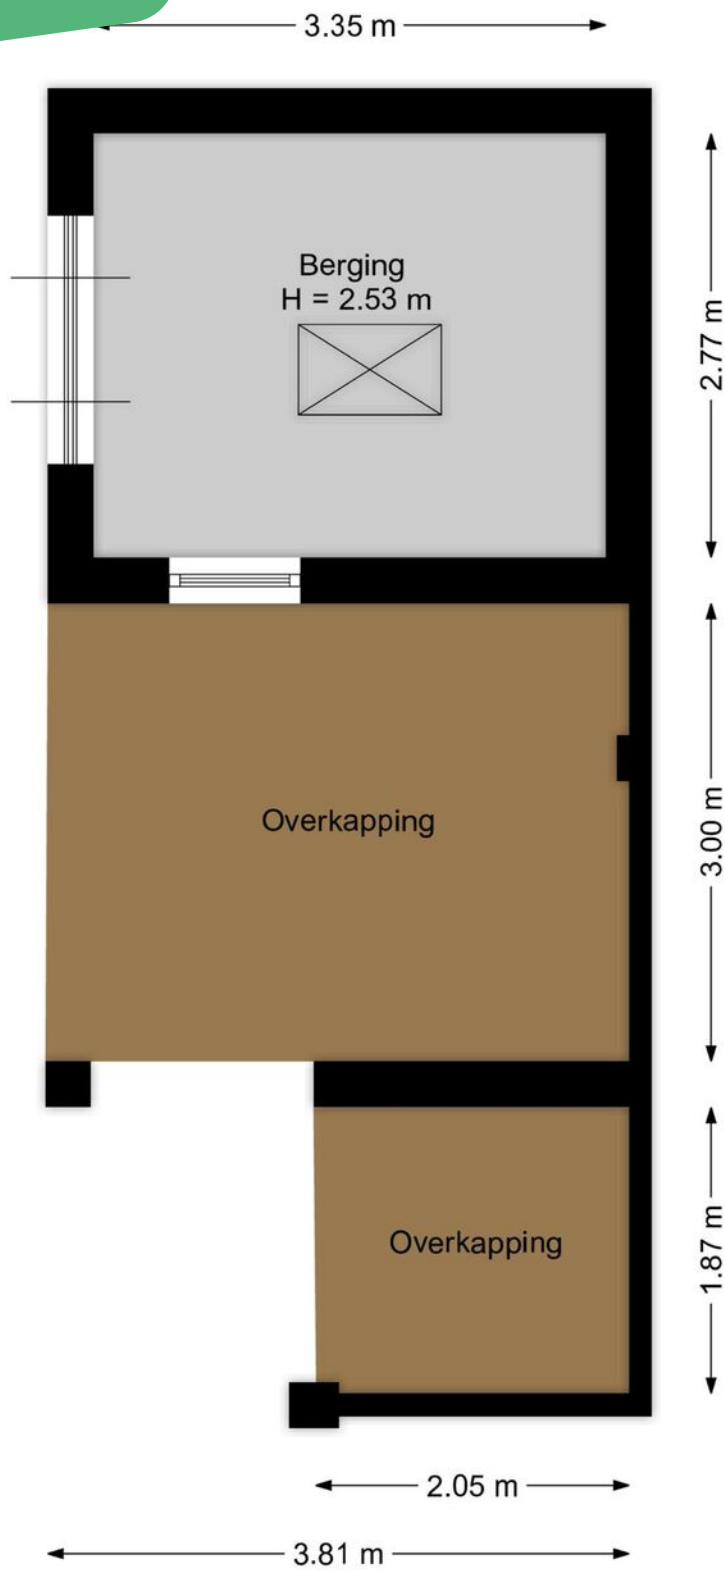 3.35 m
Berging
H = 2.53 m
2.77 m
Overkapping
3.00 m
Overkapping
1.87 m
2.05 m
3.81 m